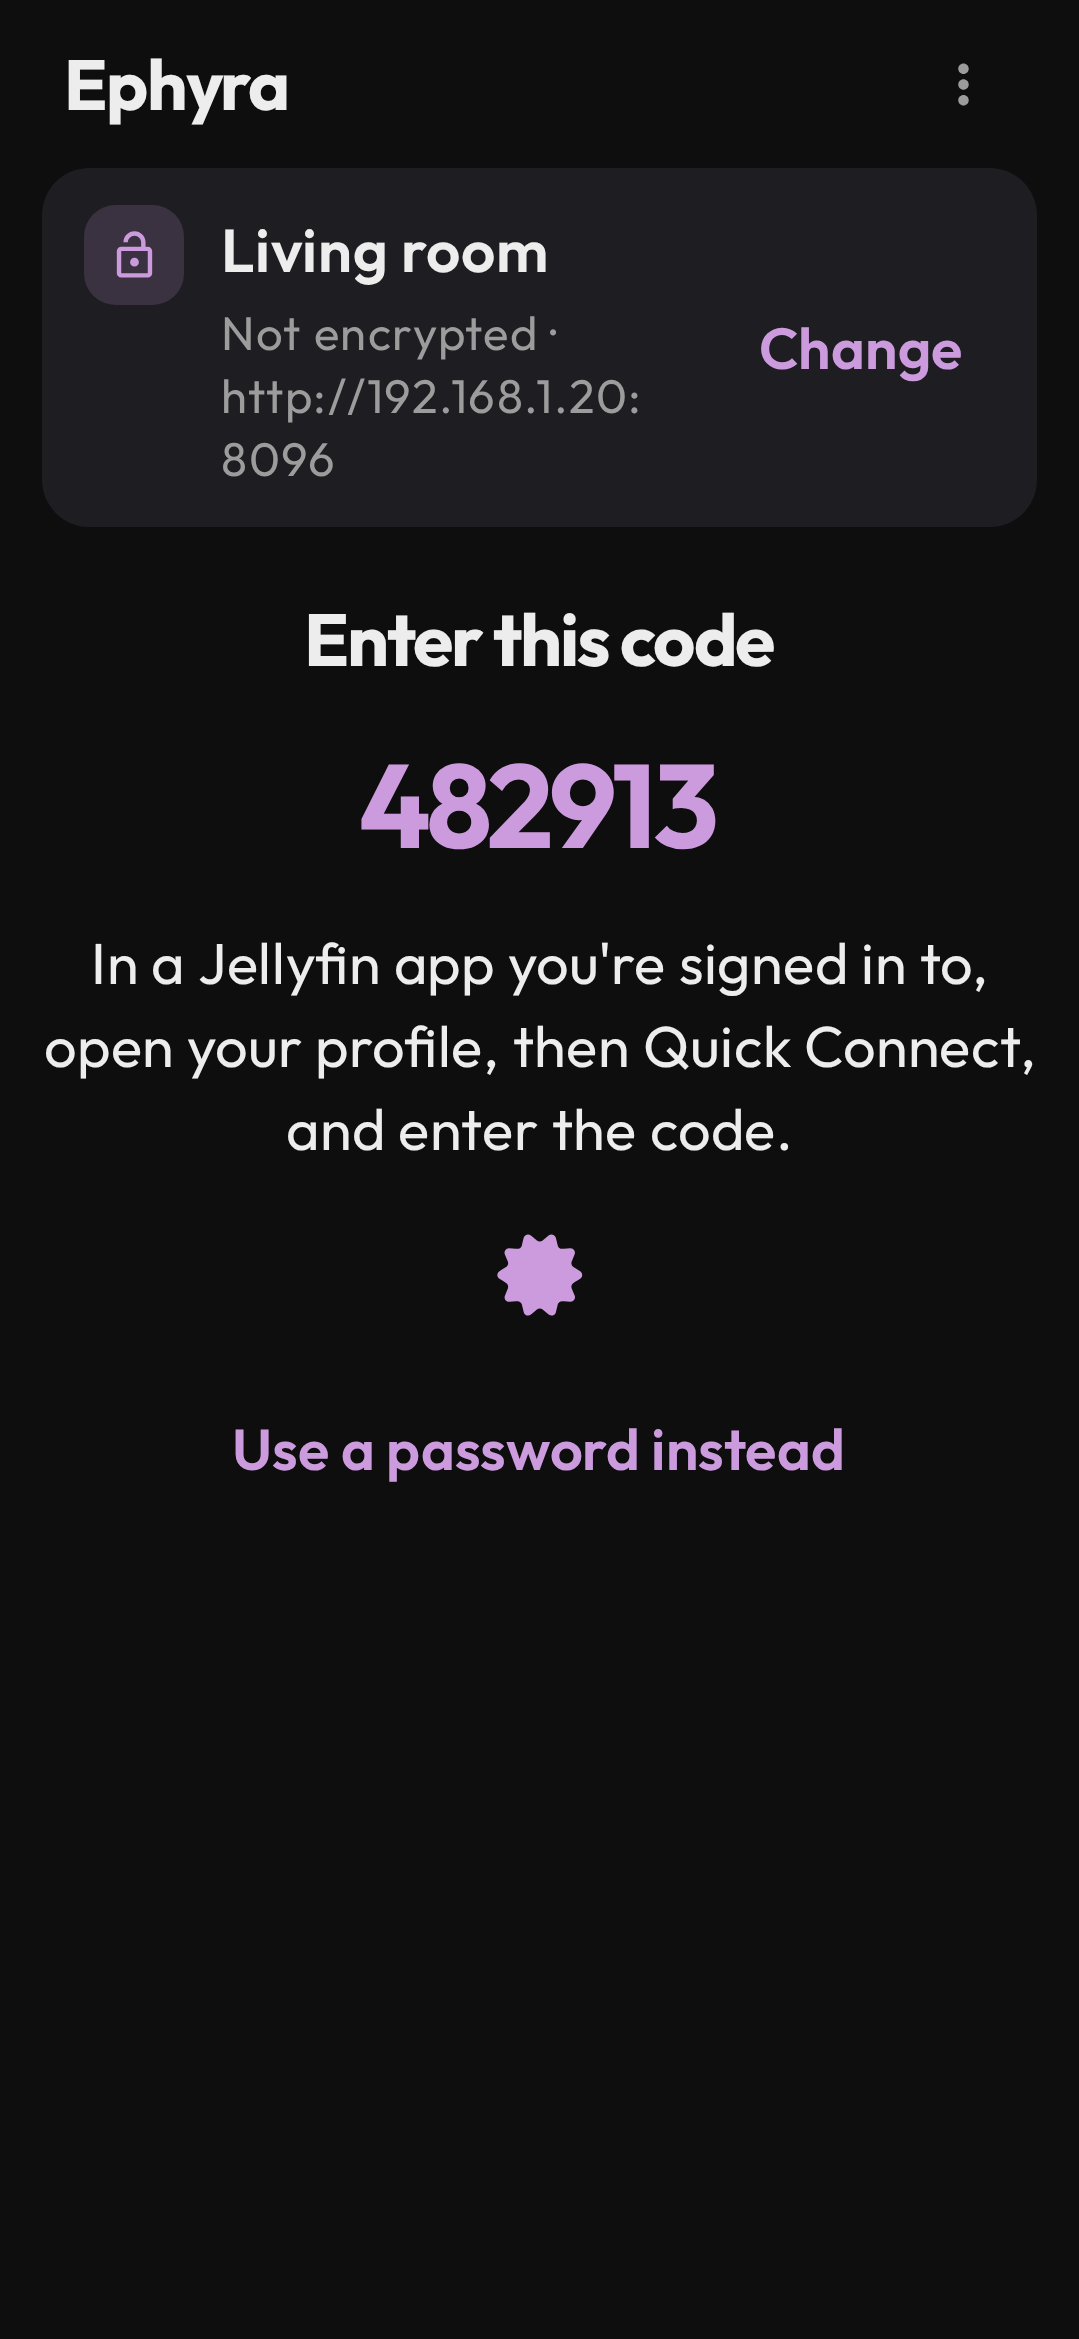 Ephyra
Living room
Not encrypted ·
http://192.168.1.20:
8096
Change
Enter this code
482913
In a Jellyfin app you're signed in to,
open your profile, then Quick Connect,
and enter the code.
Use a password instead